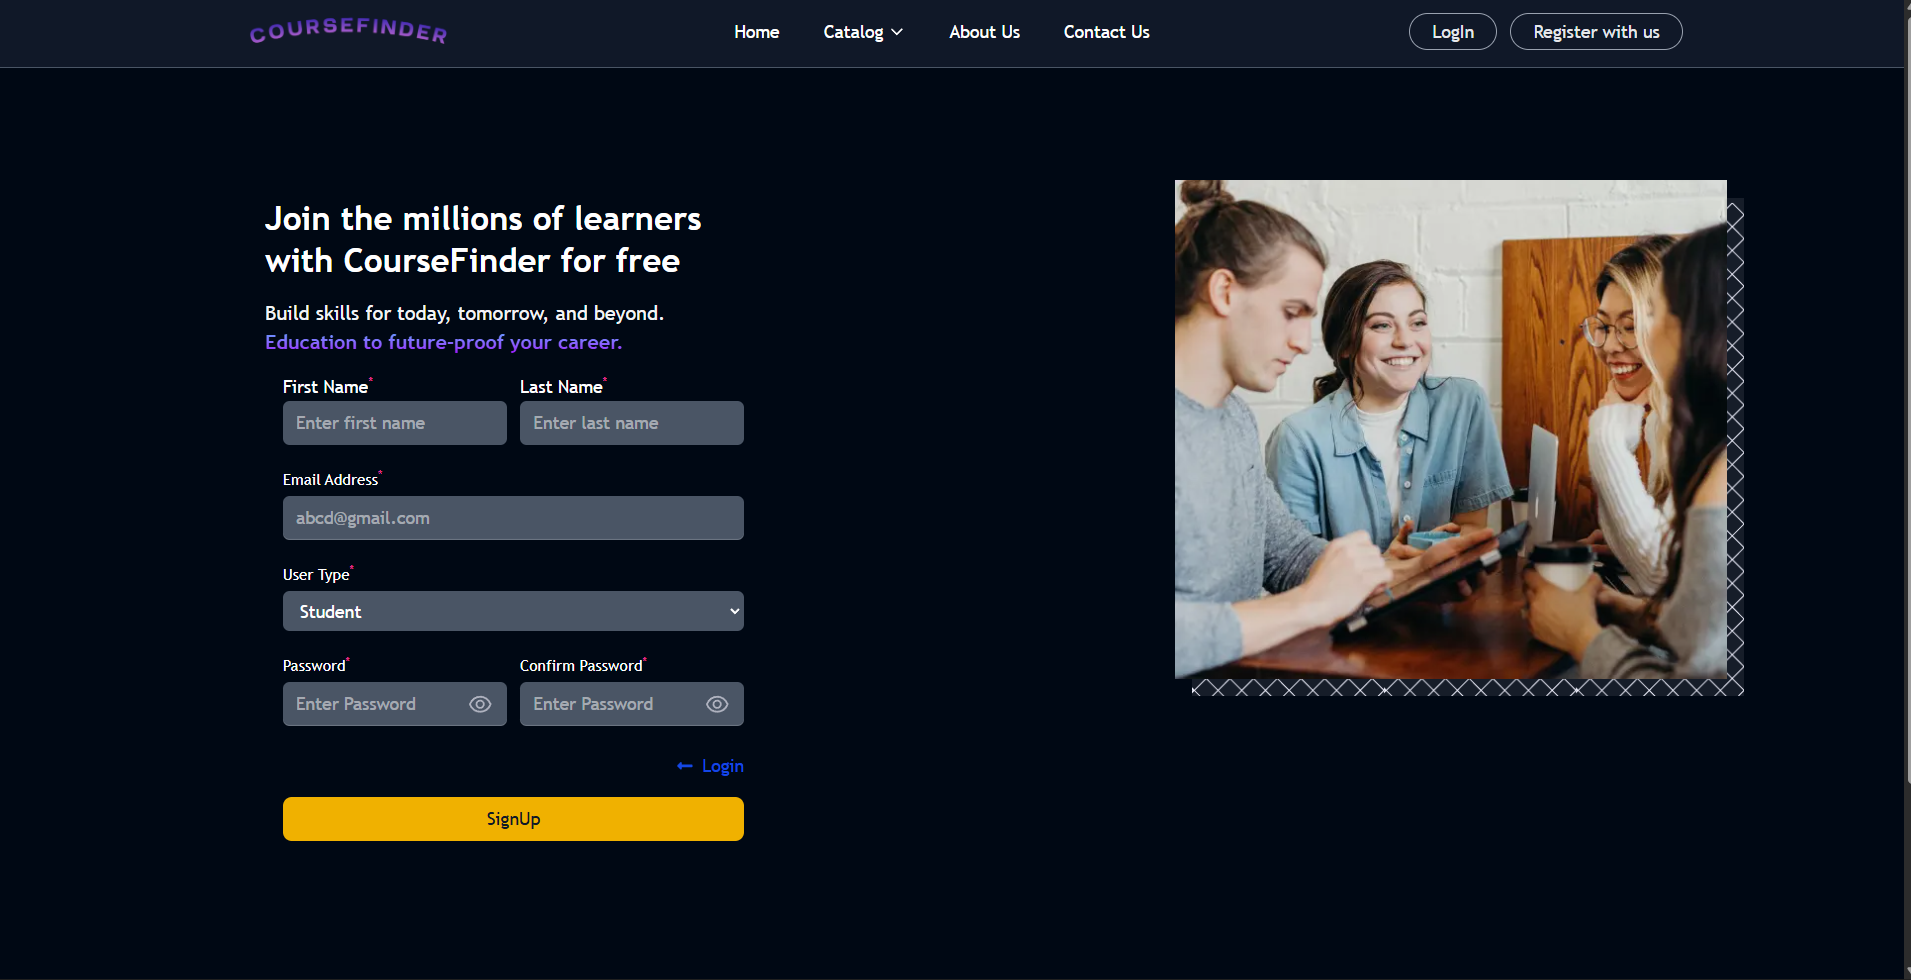 COURSEFINDER
Home Catalog About Us Contact Us
LogIn Register with us
Join the millions of learners
with CourseFinder for free
Build skills for today, tomorrow, and beyond.
Education to future-proof your career.
First Name* Last Name*
Enter first name Enter last name
Email Address*
abcd@gmail.com
User Type*
Student
Password* Confirm Password*
Enter Password Enter Password
← Login
SignUp